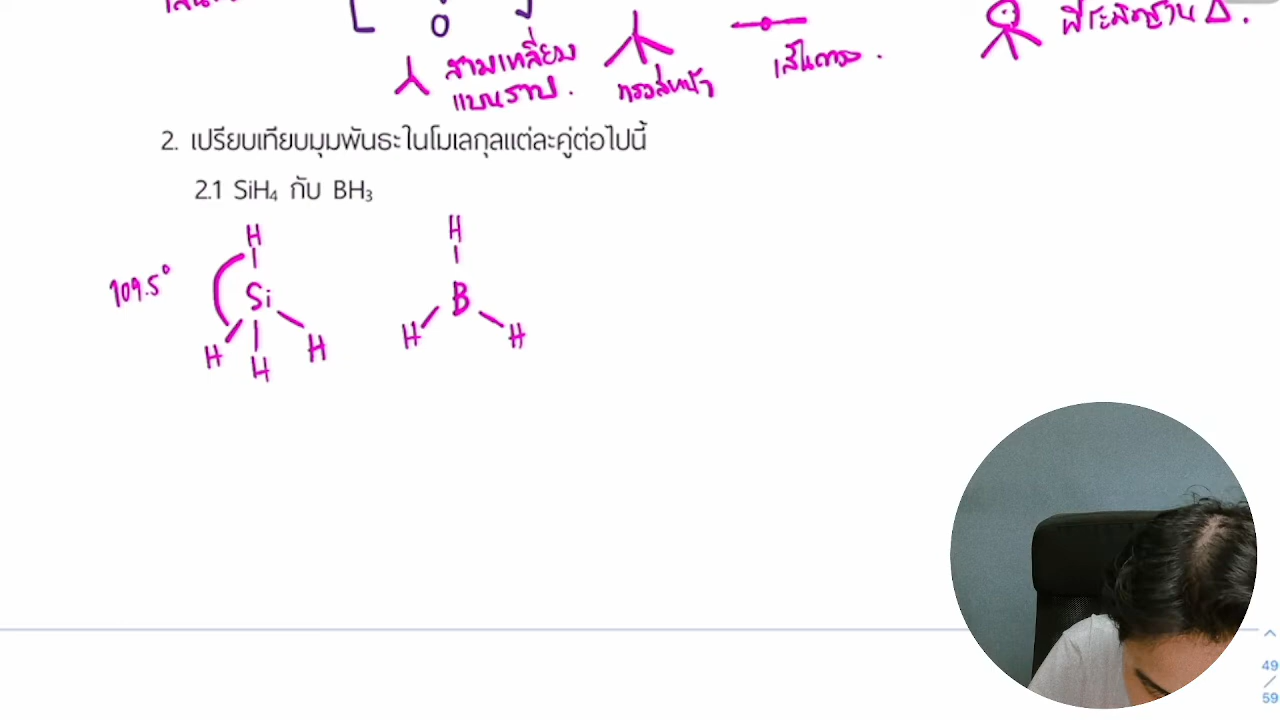 สามเหลี่ยม
แบนราบ.
ทรงสี่หน้า
เส้นตรง.
พีระมิดฐาน Δ.
2. เปรียบเทียบมุมพันธะในโมเลกุลแต่ละคู่ต่อไปนี้
2.1 SiH₄ กับ BH₃
H
109.5°
Si
H
H
H
H
B
H
H
49
/
59